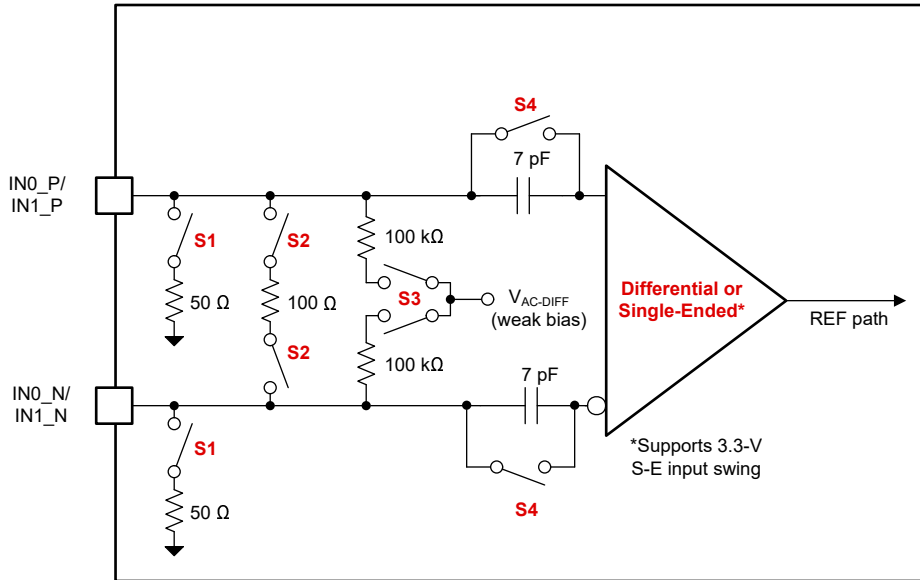 S4
7 pF
IN0_P/
IN1_P
S1
S2
100 kΩ
50 Ω
100 Ω
S3
V_AC-DIFF
(weak bias)
Differential or
Single-Ended*
REF path
S2
100 kΩ
7 pF
IN0_N/
IN1_N
S1
*Supports 3.3-V
S-E input swing
50 Ω
S4